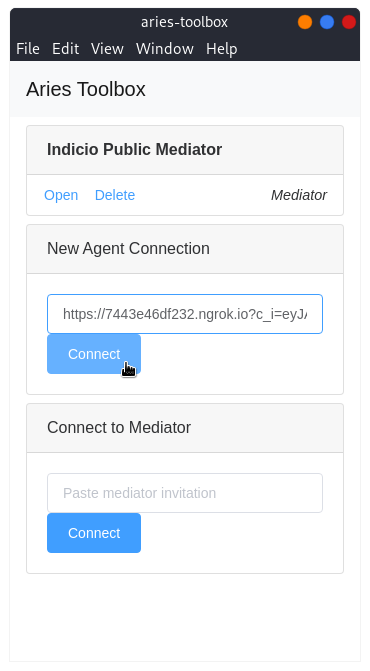 aries-toolbox
File Edit View Window Help
Aries Toolbox
Indicio Public Mediator
Open Delete Mediator
New Agent Connection
https://7443e46df232.ngrok.io?c_i=eyJ
Connect
Connect to Mediator
Paste mediator invitation
Connect